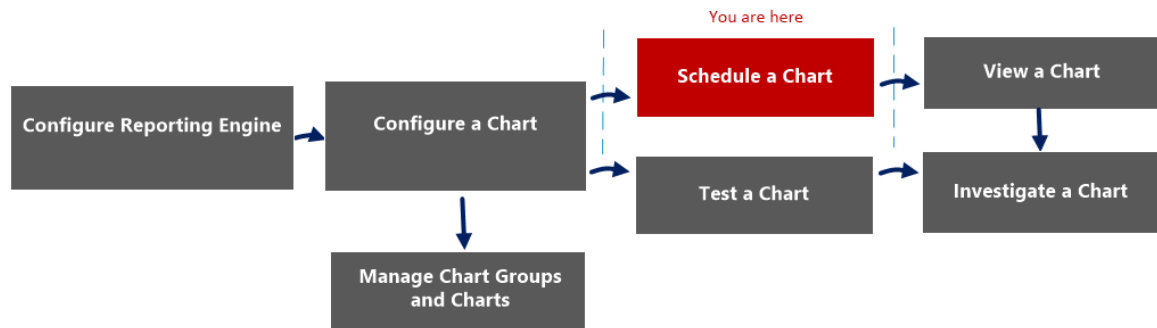 You are here
Configure Reporting Engine
Configure a Chart
Schedule a Chart
View a Chart
Test a Chart
Investigate a Chart
Manage Chart Groups
and Charts